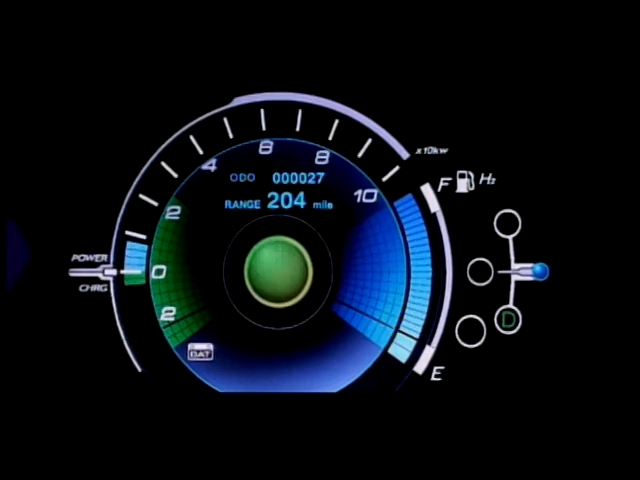 6
4
8
x10kw
ODO 000027
F H₂
10
RANGE 204 mile
2
POWER
0
CHRG
2
D
BAT
E